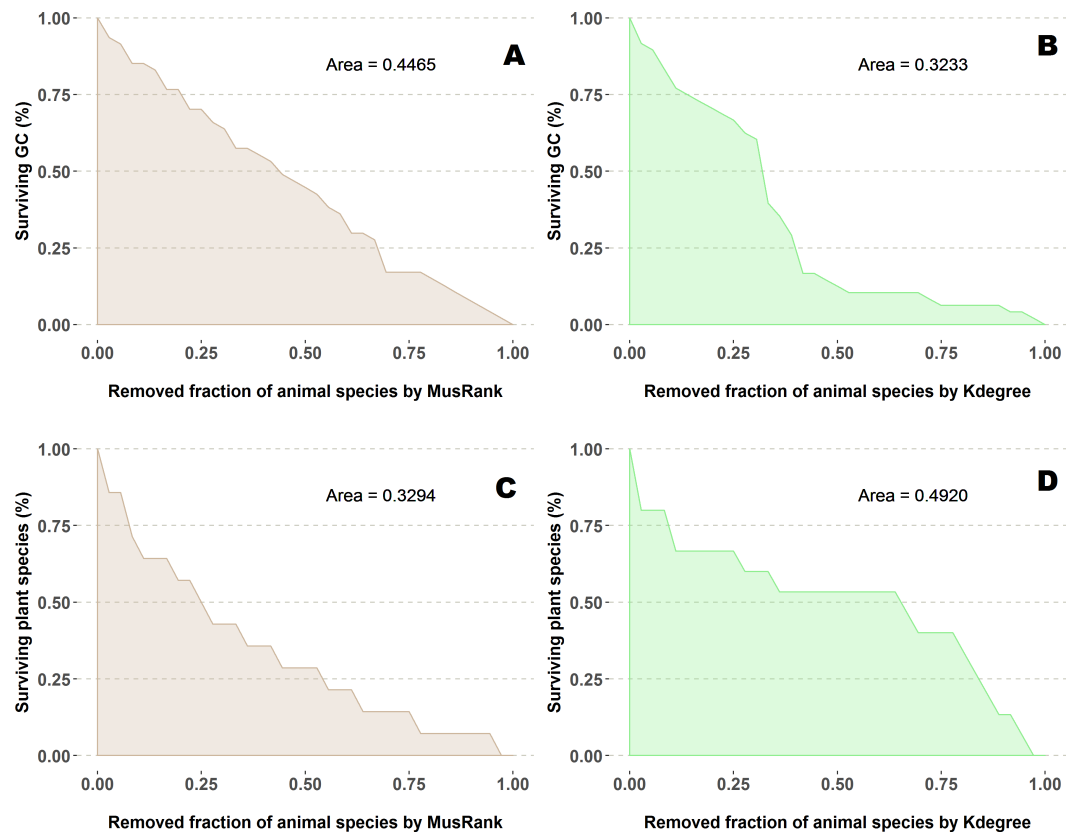 A
Area = 0.4465
Surviving GC (%)
1.00
0.75
0.50
0.25
0.00
0.00 0.25 0.50 0.75 1.00
Removed fraction of animal species by MusRank
B
Area = 0.3233
Surviving GC (%)
1.00
0.75
0.50
0.25
0.00
0.00 0.25 0.50 0.75 1.00
Removed fraction of animal species by Kdegree
C
Area = 0.3294
Surviving plant species (%)
1.00
0.75
0.50
0.25
0.00
0.00 0.25 0.50 0.75 1.00
Removed fraction of animal species by MusRank
D
Area = 0.4920
Surviving plant species (%)
1.00
0.75
0.50
0.25
0.00
0.00 0.25 0.50 0.75 1.00
Removed fraction of animal species by Kdegree